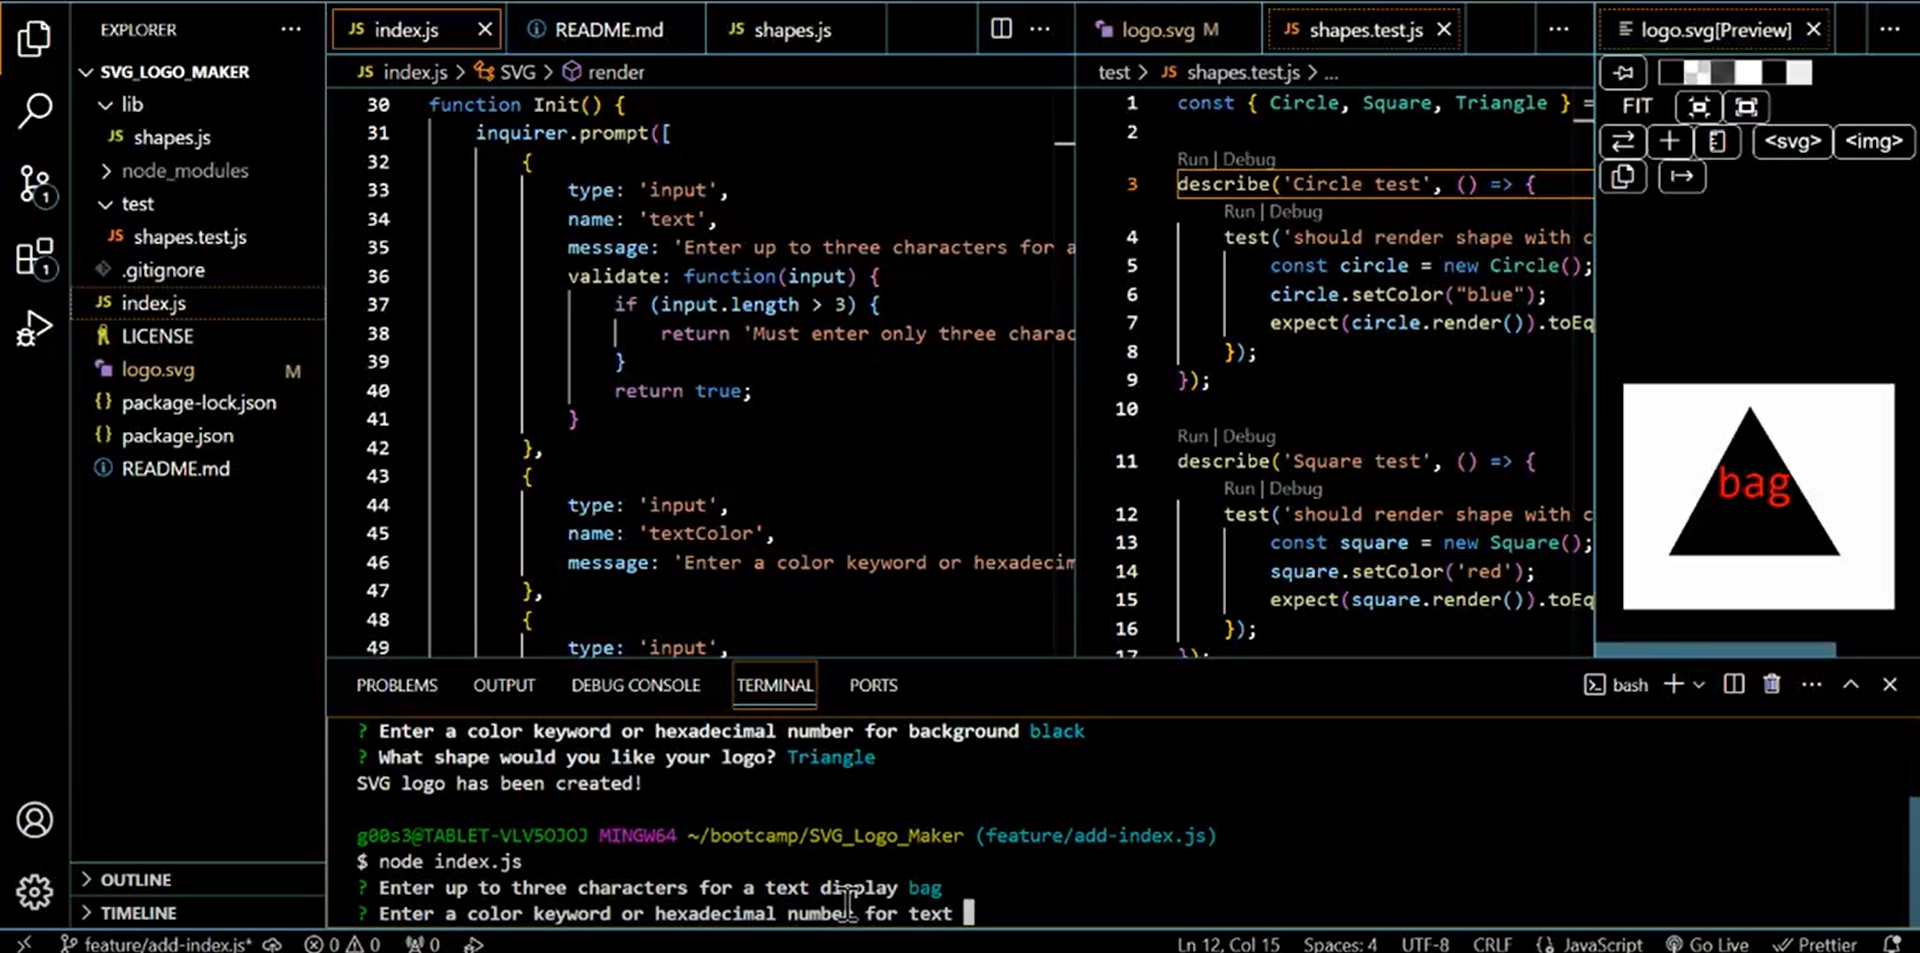 EXPLORER
SVG_LOGO_MAKER
lib
JS shapes.js
node_modules
test
JS shapes.test.js
.gitignore
JS index.js
LICENSE
logo.svg M
{} package-lock.json
{} package.json
README.md
OUTLINE
TIMELINE
1
1
JS index.js
README.md
JS shapes.js
JS index.js > SVG > render
30 function Init() {
31 inquirer.prompt([
32 {
33 type: 'input',
34 name: 'text',
35 message: 'Enter up to three characters for a
36 validate: function(input) {
37 if (input.length > 3) {
38 return 'Must enter only three charac
39 }
40 return true;
41 }
42 },
43 {
44 type: 'input',
45 name: 'textColor',
46 message: 'Enter a color keyword or hexadecim
47 },
48 {
49 type: 'input',
logo.svg M
JS shapes.test.js
test > JS shapes.test.js > ...
1 const { Circle, Square, Triangle } =
2
Run | Debug
3 describe('Circle test', () => {
Run | Debug
4 test('should render shape with c
5 const circle = new Circle();
6 circle.setColor("blue");
7 expect(circle.render()).toEq
8 });
9 });
10
Run | Debug
11 describe('Square test', () => {
Run | Debug
12 test('should render shape with c
13 const square = new Square();
14 square.setColor('red');
15 expect(square.render()).toEq
16 });
17 });
logo.svg[Preview]
FIT
<svg> <img>
bag
PROBLEMS OUTPUT DEBUG CONSOLE TERMINAL PORTS
bash
? Enter a color keyword or hexadecimal number for background black
? What shape would you like your logo? Triangle
SVG logo has been created!
g00s3@TABLET-VLV5OJOJ MINGW64 ~/bootcamp/SVG_Logo_Maker (feature/add-index.js)
$ node index.js
? Enter up to three characters for a text display bag
? Enter a color keyword or hexadecimal number for text
feature/add-index.js* 0 0 0
Ln 12, Col 15 Spaces: 4 UTF-8 CRLF {} JavaScript Go Live Prettier